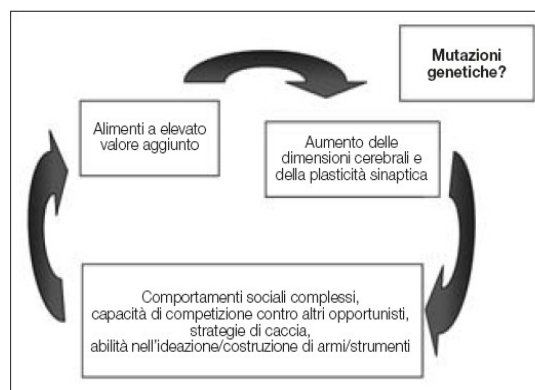 Mutazioni
genetiche?
Alimenti a elevato
valore aggiunto
Aumento delle
dimensioni cerebrali e
della plasticità sinaptica
Comportamenti sociali complessi,
capacità di competizione contro altri opportunisti,
strategie di caccia,
abilità nell'ideazione/costruzione di armi/strumenti